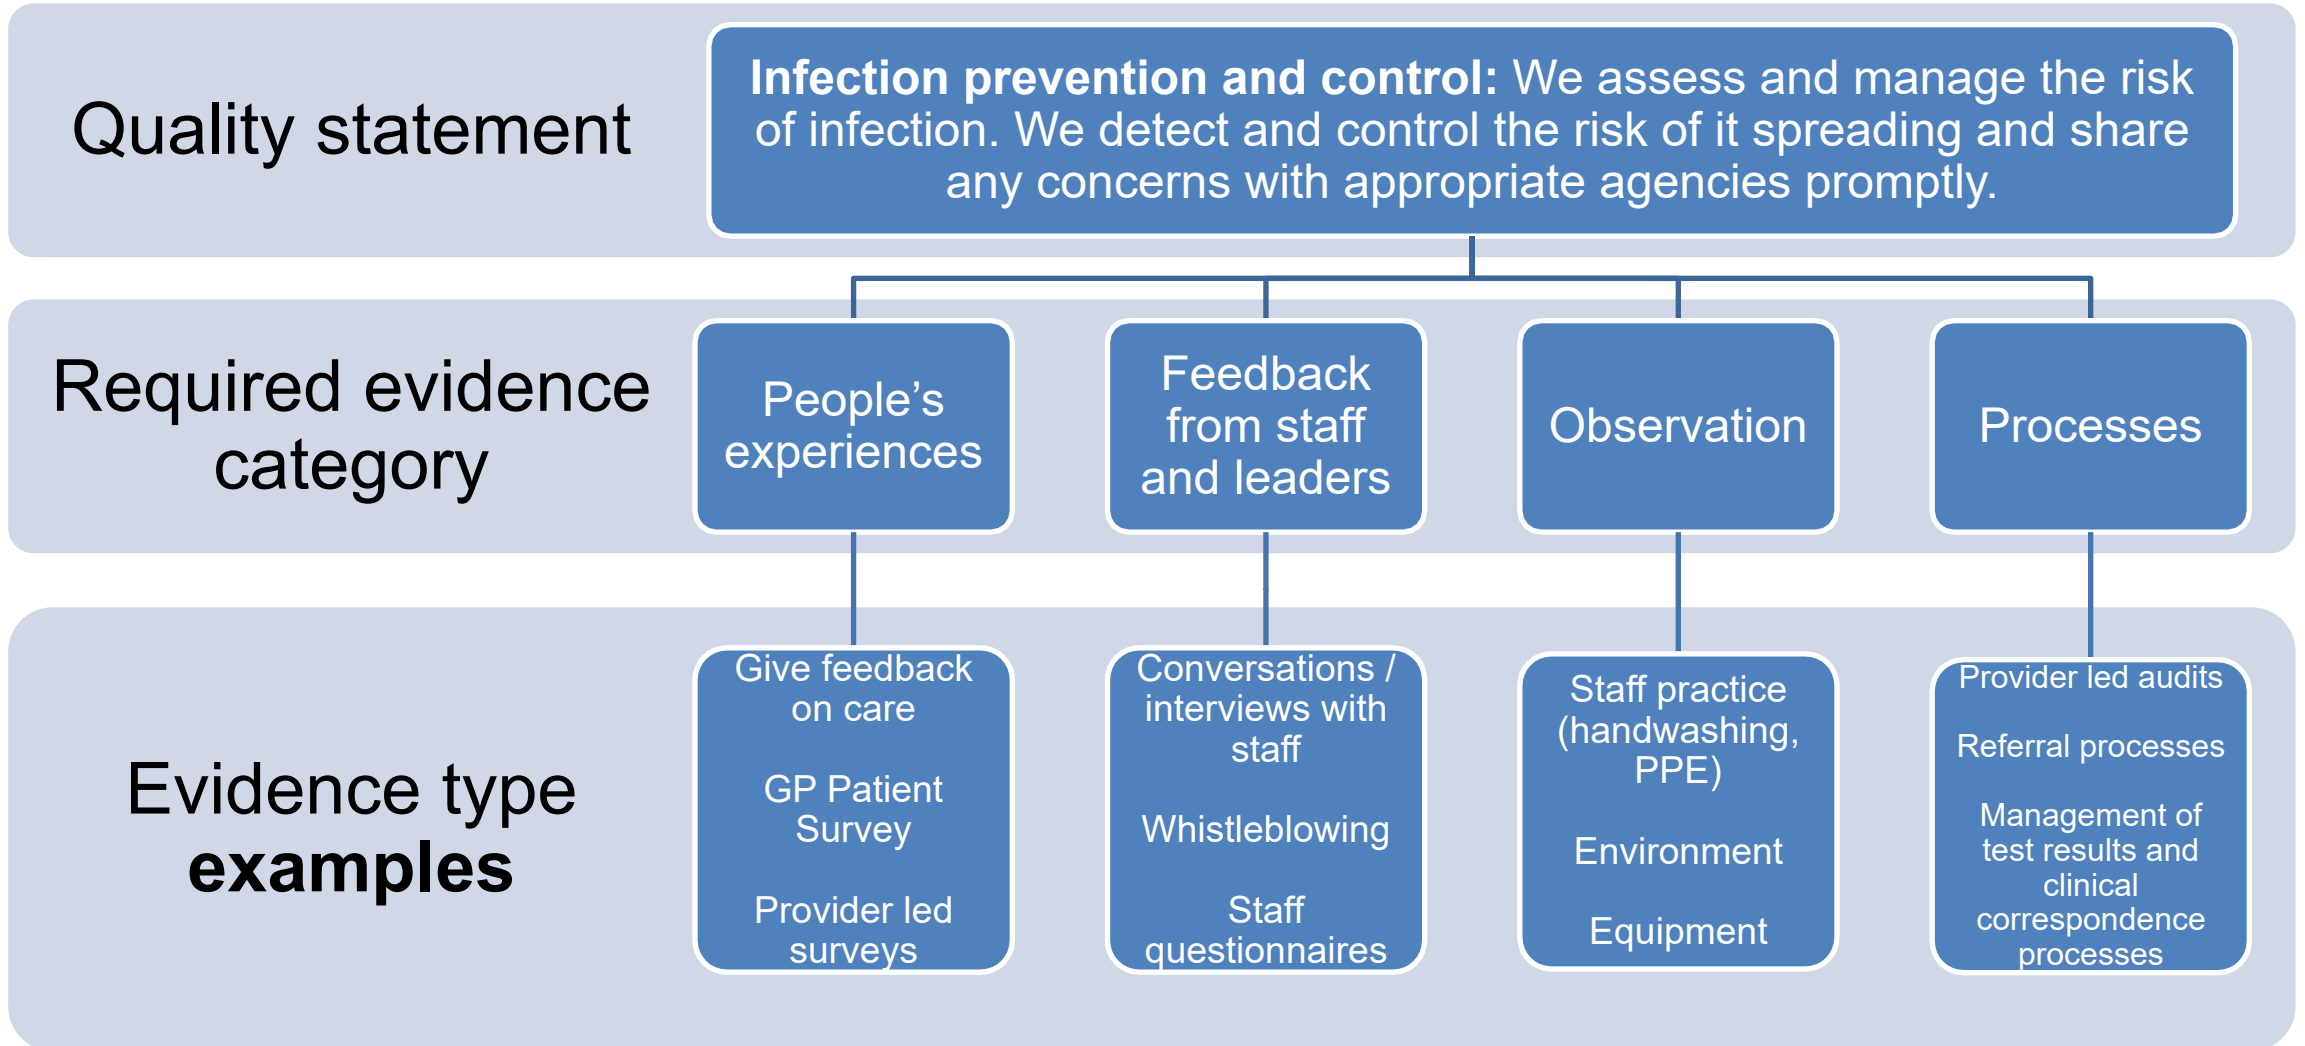 Quality statement
Infection prevention and control: We assess and manage the risk
of infection. We detect and control the risk of it spreading and share
any concerns with appropriate agencies promptly.
Required evidence
category
People’s
experiences
Feedback
from staff
and leaders
Observation
Processes
Evidence type
examples
Give feedback
on care
GP Patient
Survey
Provider led
surveys
Conversations /
interviews with
staff
Whistleblowing
Staff
questionnaires
Staff practice
(handwashing,
PPE)
Environment
Equipment
Provider led audits
Referral processes
Management of
test results and
clinical
correspondence
processes